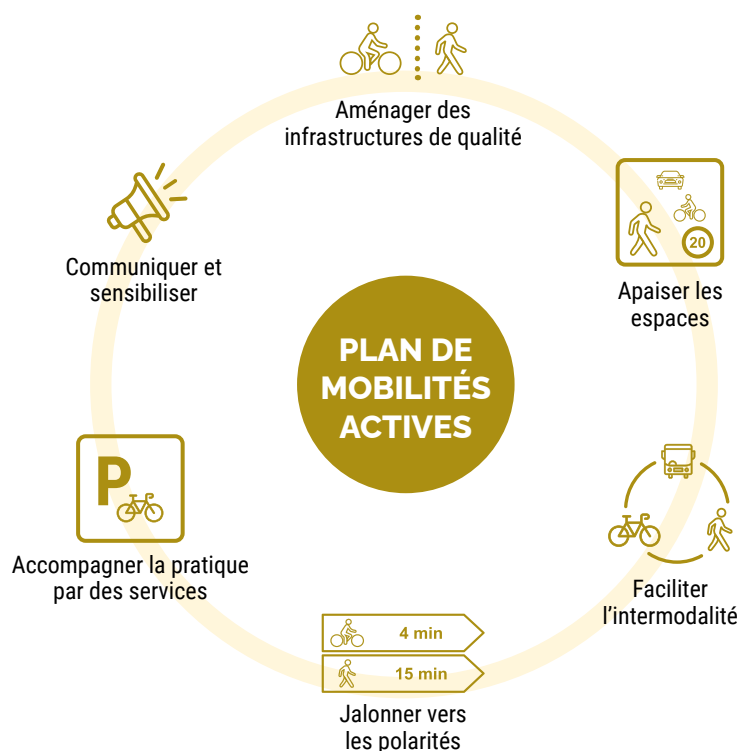 Aménager des
infrastructures de qualité
20
Apaiser les
espaces
Communiquer et
sensibiliser
PLAN DE
MOBILITÉS
ACTIVES
P
Accompagner la pratique
par des services
Faciliter
l'intermodalité
4 min
15 min
Jalonner vers
les polarités